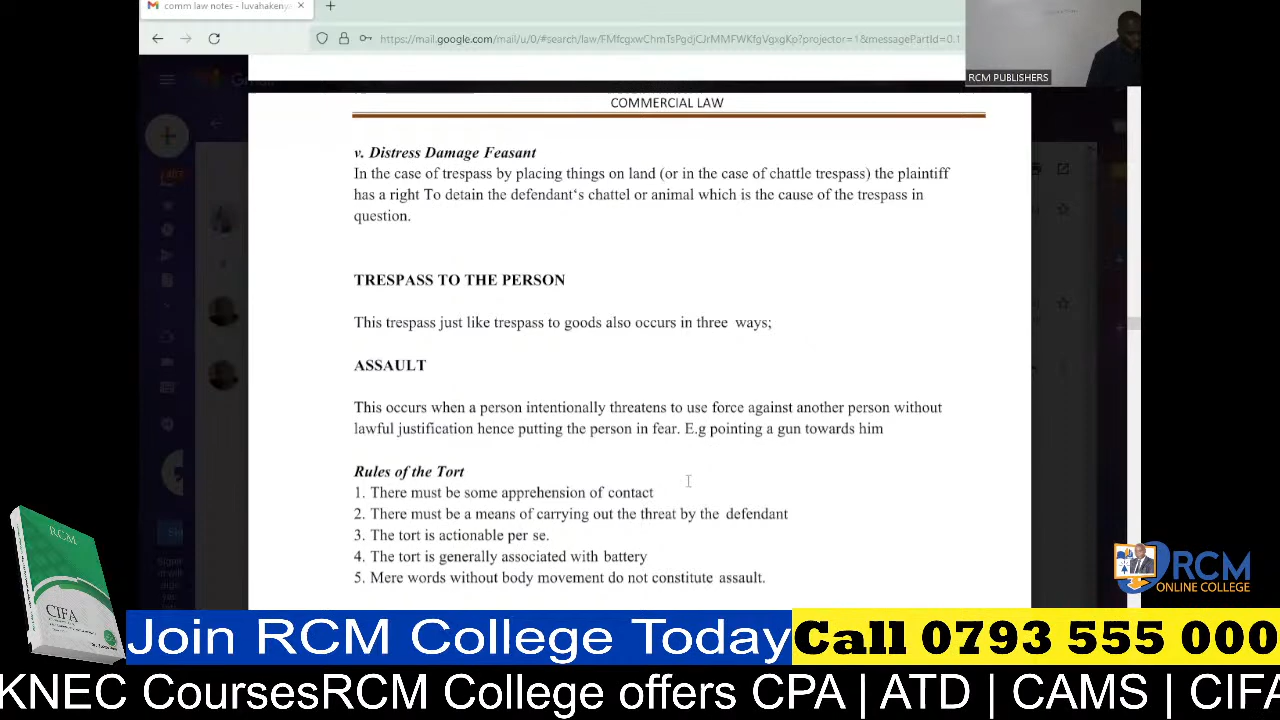 comm law notes - luvahakeny
https://mail.google.com/mail/u/0/#search/law/FMfcgxwChmTsPgdjCJrMMFWKfgVgxgKp?projector=1&messagePartId=0.1
RCM PUBLISHERS
COMMERCIAL LAW
v. Distress Damage Feasant
In the case of trespass by placing things on land (or in the case of chattle trespass) the plaintiff
has a right To detain the defendant‘s chattel or animal which is the cause of the trespass in
question.
TRESPASS TO THE PERSON
This trespass just like trespass to goods also occurs in three ways;
ASSAULT
This occurs when a person intentionally threatens to use force against another person without
lawful justification hence putting the person in fear. E.g pointing a gun towards him
Rules of the Tort
1. There must be some apprehension of contact
2. There must be a means of carrying out the threat by the defendant
3. The tort is actionable per se.
4. The tort is generally associated with battery
5. Mere words without body movement do not constitute assault.
RCM
CIFA
RCM
ONLINE COLLEGE
Join RCM College Today
Call 0793 555 000
KNEC CoursesRCM College offers CPA | ATD | CAMS | CIFA